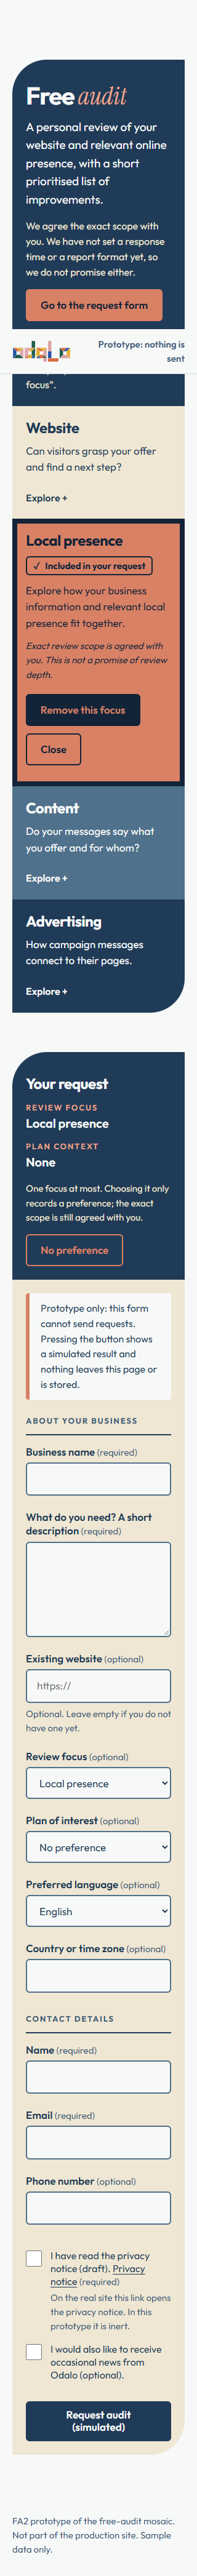 Free audit
A personal review of your
website and relevant online
presence, with a short
prioritised list of
improvements.
We agree the exact scope with
you. We have not set a response
time or a report format yet, so
we do not promise either.
Go to the request form
odalo
Prototype: nothing is
sent
focus".
Website
Can visitors grasp your offer
and find a next step?
Explore +
Local presence
✓ Included in your request
Explore how your business
information and relevant local
presence fit together.
Exact review scope is agreed with
you. This is not a promise of review
depth.
Remove this focus
Close
Content
Do your messages say what
you offer and for whom?
Explore +
Advertising
How campaign messages
connect to their pages.
Explore +
Your request
REVIEW FOCUS
Local presence
PLAN CONTEXT
None
One focus at most. Choosing it only
records a preference; the exact
scope is still agreed with you.
No preference
Prototype only: this form
cannot send requests.
Pressing the button shows
a simulated result and
nothing leaves this page or
is stored.
ABOUT YOUR BUSINESS
Business name (required)
What do you need? A short
description (required)
Existing website (optional)
https://
Optional. Leave empty if you do not
have one yet.
Review focus (optional)
Local presence
Plan of interest (optional)
No preference
Preferred language (optional)
English
Country or time zone (optional)
CONTACT DETAILS
Name (required)
Email (required)
Phone number (optional)
I have read the privacy
notice (draft). Privacy
notice (required)
On the real site this link opens
the privacy notice. In this
prototype it is inert.
I would also like to receive
occasional news from
Odalo (optional).
Request audit
(simulated)
FA2 prototype of the free-audit mosaic.
Not part of the production site. Sample
data only.